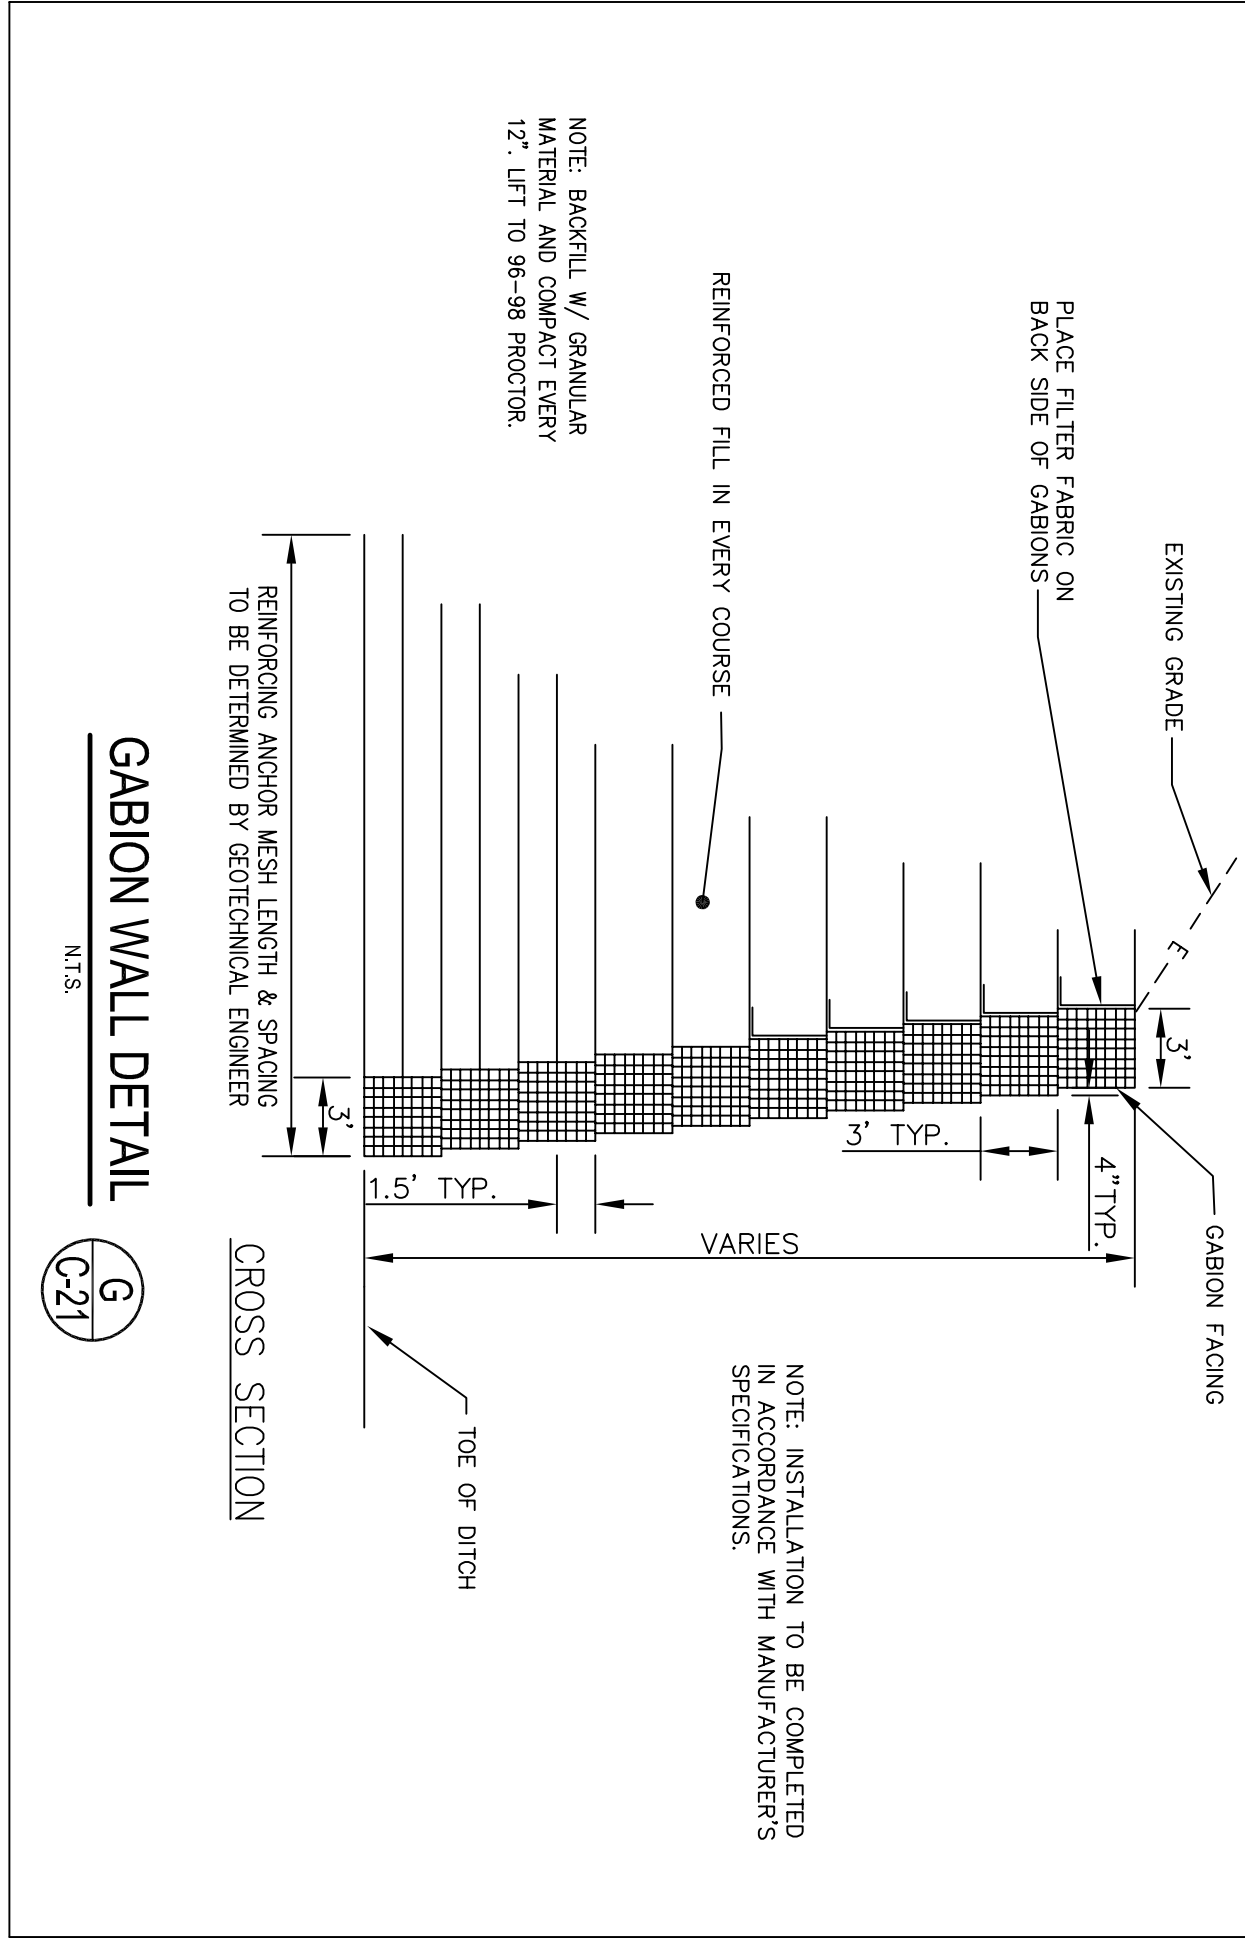 EXISTING GRADE
E
3'
PLACE FILTER FABRIC ON
BACK SIDE OF GABIONS
GABION FACING
4" TYP.
3' TYP.
REINFORCED FILL IN EVERY COURSE
VARIES
NOTE: INSTALLATION TO BE COMPLETED
IN ACCORDANCE WITH MANUFACTURER'S
SPECIFICATIONS.
NOTE: BACKFILL W/ GRANULAR
MATERIAL AND COMPACT EVERY
12". LIFT TO 96-98 PROCTOR.
1.5' TYP.
TOE OF DITCH
3'
REINFORCING ANCHOR MESH LENGTH & SPACING
TO BE DETERMINED BY GEOTECHNICAL ENGINEER
CROSS SECTION
GABION WALL DETAIL
N.T.S.
G
C-21